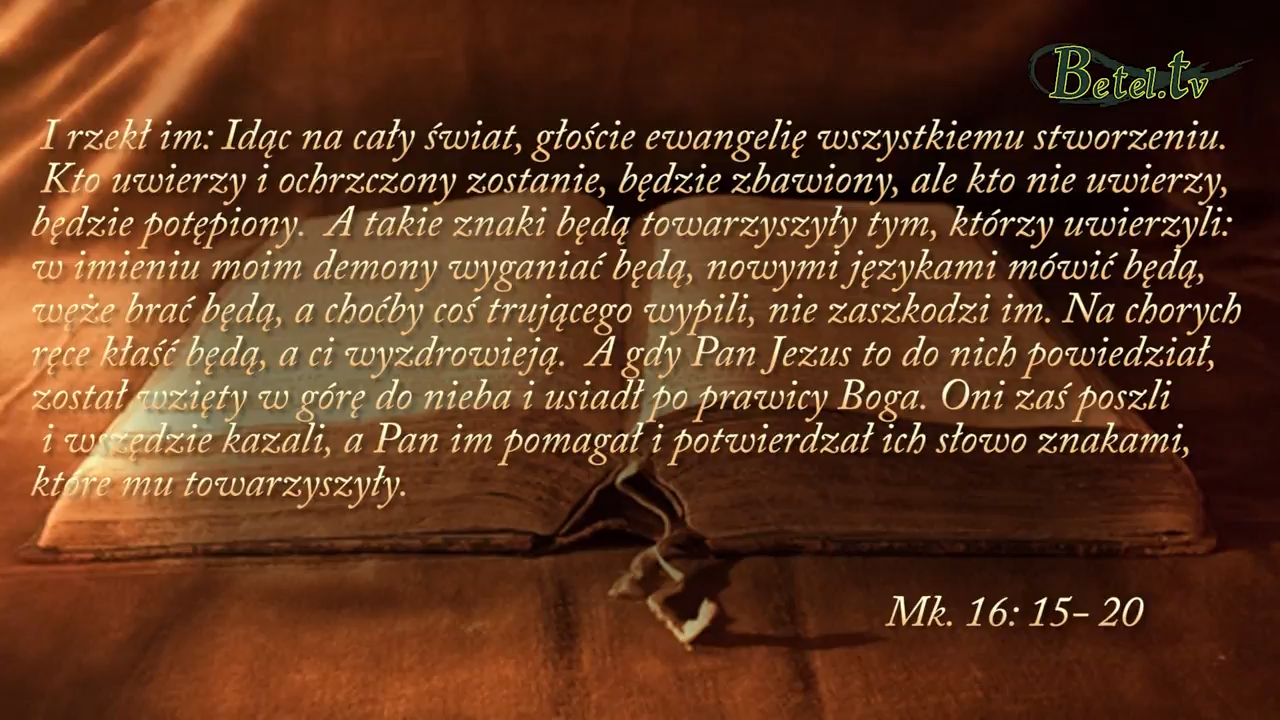 Betel.tv
I rzekł im: Idąc na cały świat, głoście ewangelię wszystkiemu stworzeniu.
Kto uwierzy i ochrzczony zostanie, będzie zbawiony, ale kto nie uwierzy,
będzie potępiony. A takie znaki będą towarzyszyły tym, którzy uwierzyli:
w imieniu moim demony wyganiać będą, nowymi językami mówić będą,
węże brać będą, a choćby coś trującego wypili, nie zaszkodzi im. Na chorych
ręce kłaść będą, a ci wyzdrowieją. A gdy Pan Jezus to do nich powiedział,
został wzięty w górę do nieba i usiadł po prawicy Boga. Oni zaś poszli
i wszędzie kazali, a Pan im pomagał i potwierdzał ich słowo znakami,
które mu towarzyszyły.
Mk. 16: 15- 20